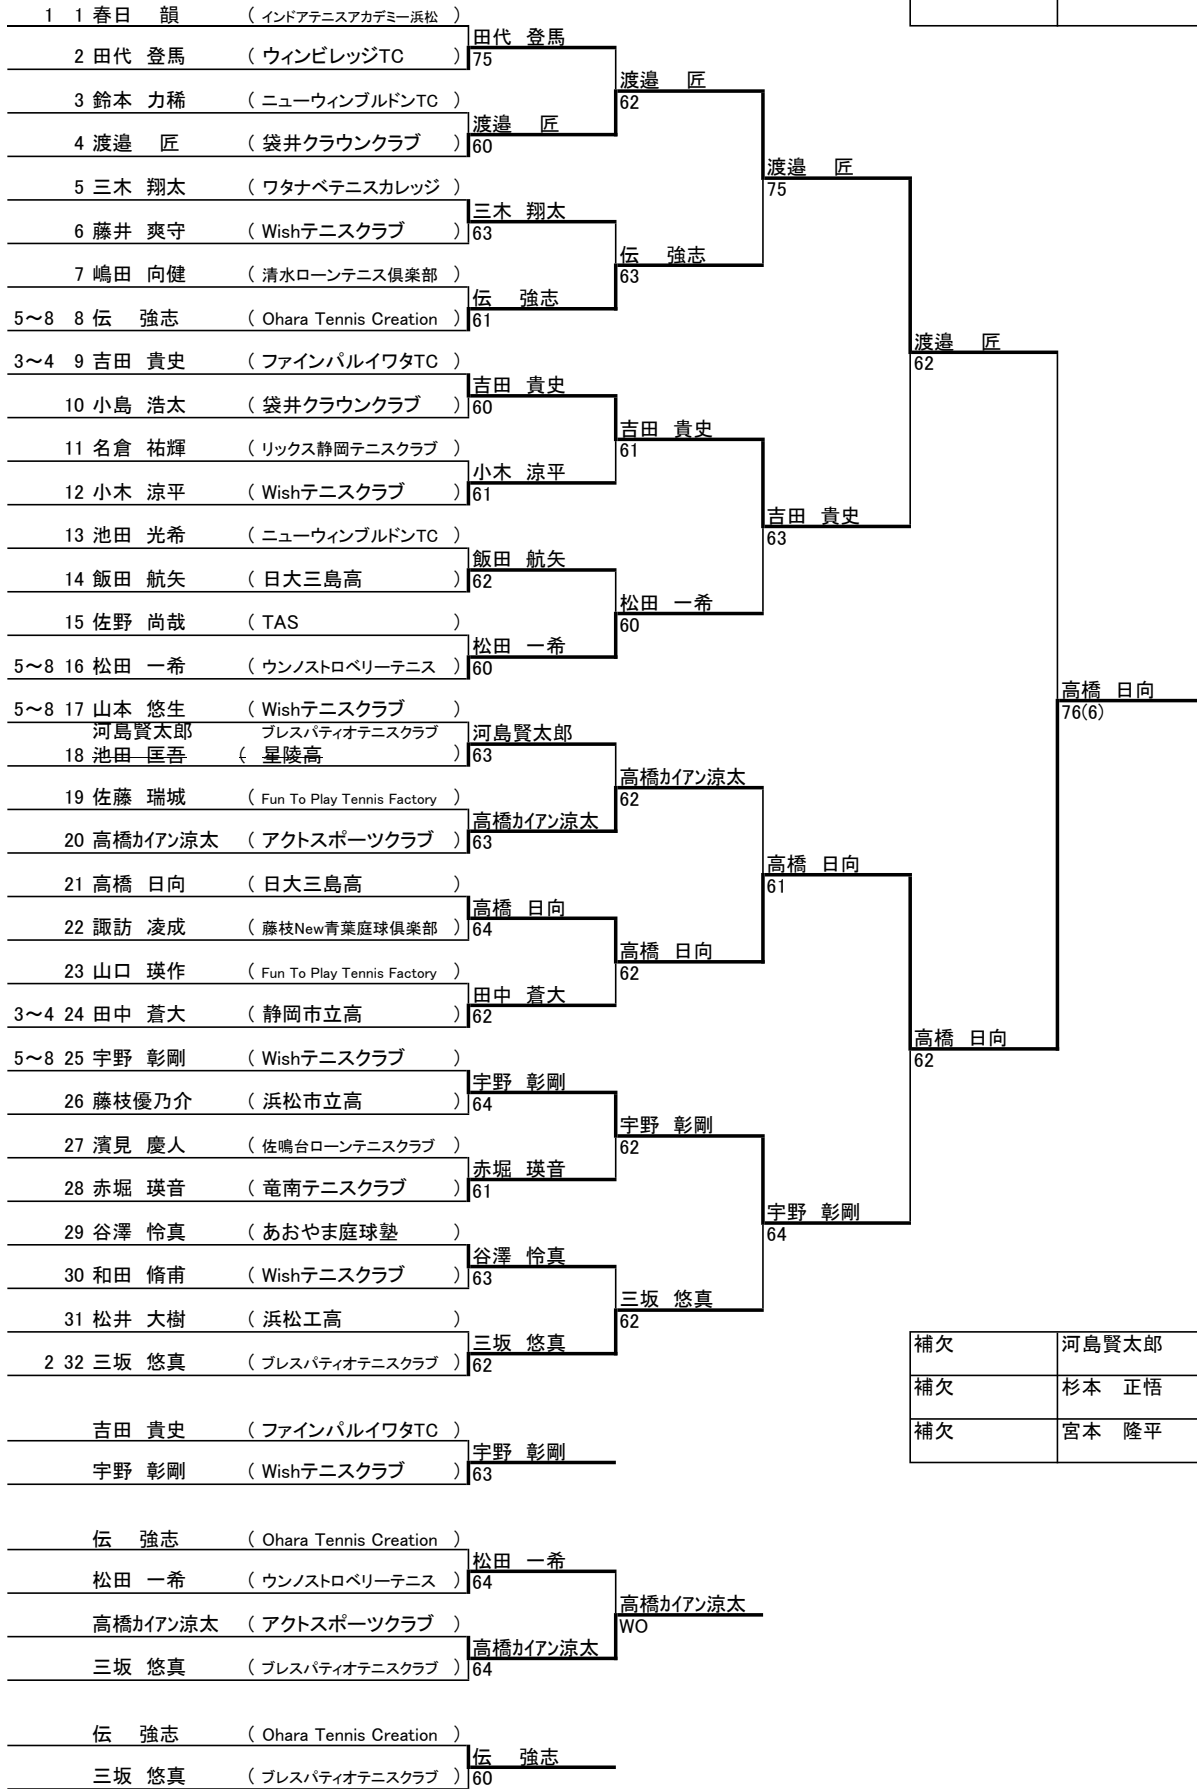 1 1 春日 韻 ( インドアテニスアカデミー浜松 )
田代 登馬
2 田代 登馬 ( ウィンビレッジTC ) 75
渡邉 匠
3 鈴木 力稀 ( ニューウィンブルドンTC ) 62
渡邉 匠
4 渡邉 匠 ( 袋井クラウンクラブ ) 60
渡邉 匠
5 三木 翔太 ( ワタナベテニスカレッジ ) 75
三木 翔太
6 藤井 爽守 ( Wishテニスクラブ ) 63
伝 強志
7 嶋田 向健 ( 清水ローンテニス倶楽部 ) 63
伝 強志
5～8 8 伝 強志 ( Ohara Tennis Creation ) 61
渡邉 匠
3～4 9 吉田 貴史 ( ファインパルイワタTC ) 62
吉田 貴史
10 小島 浩太 ( 袋井クラウンクラブ ) 60
吉田 貴史
11 名倉 祐輝 ( リックス静岡テニスクラブ ) 61
小木 涼平
12 小木 涼平 ( Wishテニスクラブ ) 61
吉田 貴史
13 池田 光希 ( ニューウィンブルドンTC ) 63
飯田 航矢
14 飯田 航矢 ( 日大三島高 ) 62
松田 一希
15 佐野 尚哉 ( TAS ) 60
松田 一希
5～8 16 松田 一希 ( ウンノストロベリーテニス ) 60
高橋 日向
5～8 17 山本 悠生 ( Wishテニスクラブ ) 76(6)
河島賢太郎 ブレスパティオテニスクラブ 河島賢太郎
18 池田 匡吾 ( 星陵高 ) 63
高橋カイアン涼太
19 佐藤 瑞城 ( Fun To Play Tennis Factory ) 62
高橋カイアン涼太
20 高橋カイアン涼太 ( アクトスポーツクラブ ) 63
高橋 日向
21 高橋 日向 ( 日大三島高 ) 61
高橋 日向
22 諏訪 凌成 ( 藤枝New青葉庭球倶楽部 ) 64
高橋 日向
23 山口 瑛作 ( Fun To Play Tennis Factory ) 62
田中 蒼大
3～4 24 田中 蒼大 ( 静岡市立高 ) 62
高橋 日向
5～8 25 宇野 彰剛 ( Wishテニスクラブ ) 62
宇野 彰剛
26 藤枝優乃介 ( 浜松市立高 ) 64
宇野 彰剛
27 濱見 慶人 ( 佐鳴台ローンテニスクラブ ) 62
赤堀 瑛音
28 赤堀 瑛音 ( 竜南テニスクラブ ) 61
宇野 彰剛
29 谷澤 怜真 ( あおやま庭球塾 ) 64
谷澤 怜真
30 和田 脩甫 ( Wishテニスクラブ ) 63
三坂 悠真
31 松井 大樹 ( 浜松工高 ) 62
三坂 悠真
2 32 三坂 悠真 ( ブレスパティオテニスクラブ ) 62
補欠 河島賢太郎
補欠 杉本 正悟
補欠 宮本 隆平
吉田 貴史 ( ファインパルイワタTC )
宇野 彰剛
宇野 彰剛 ( Wishテニスクラブ ) 63
伝 強志 ( Ohara Tennis Creation )
松田 一希
松田 一希 ( ウンノストロベリーテニス ) 64
高橋カイアン涼太
高橋カイアン涼太 ( アクトスポーツクラブ ) WO
高橋カイアン涼太
三坂 悠真 ( ブレスパティオテニスクラブ ) 64
伝 強志 ( Ohara Tennis Creation )
伝 強志
三坂 悠真 ( ブレスパティオテニスクラブ ) 60